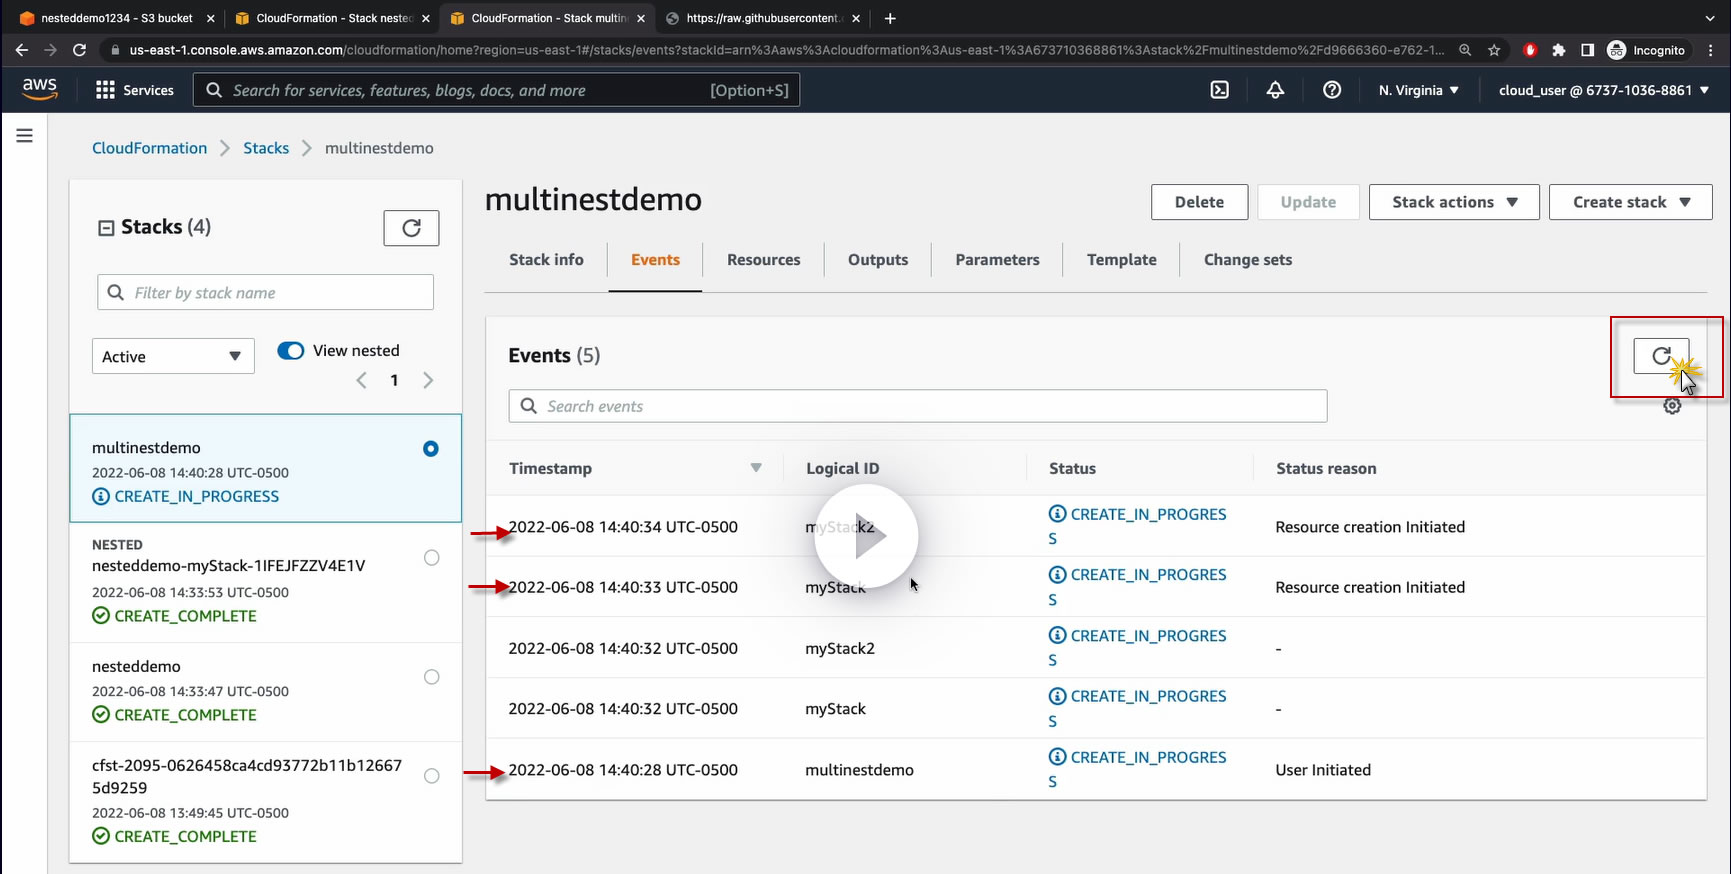 nesteddemo1234 - S3 bucket
CloudFormation - Stack nested
CloudFormation - Stack multin
https://raw.githubusercontent.
us-east-1.console.aws.amazon.com/cloudformation/home?region=us-east-1#/stacks/events?stackId=arn%3Aaws%3Acloudformation%3Aus-east-1%3A673710368861%3Astack%2Fmultinestdemo%2Fd9666360-e762-1...
Incognito
aws
Services
Search for services, features, blogs, docs, and more
[Option+S]
N. Virginia
cloud_user @ 6737-1036-8861
CloudFormation
Stacks
multinestdemo
Stacks (4)
Filter by stack name
Active
View nested
1
multinestdemo
2022-06-08 14:40:28 UTC-0500
CREATE_IN_PROGRESS
NESTED
nesteddemo-myStack-1IFEJFZZV4E1V
2022-06-08 14:33:53 UTC-0500
CREATE_COMPLETE
nesteddemo
2022-06-08 14:33:47 UTC-0500
CREATE_COMPLETE
cfst-2095-0626458ca4cd93772b11b12667
5d9259
2022-06-08 13:49:45 UTC-0500
CREATE_COMPLETE
multinestdemo
Delete
Update
Stack actions
Create stack
Stack info
Events
Resources
Outputs
Parameters
Template
Change sets
Events (5)
Search events
Timestamp
Logical ID
Status
Status reason
2022-06-08 14:40:34 UTC-0500
myStack2
CREATE_IN_PROGRES
S
Resource creation Initiated
2022-06-08 14:40:33 UTC-0500
myStack
CREATE_IN_PROGRES
S
Resource creation Initiated
2022-06-08 14:40:32 UTC-0500
myStack2
CREATE_IN_PROGRES
S
-
2022-06-08 14:40:32 UTC-0500
myStack
CREATE_IN_PROGRES
S
-
2022-06-08 14:40:28 UTC-0500
multinestdemo
CREATE_IN_PROGRES
S
User Initiated